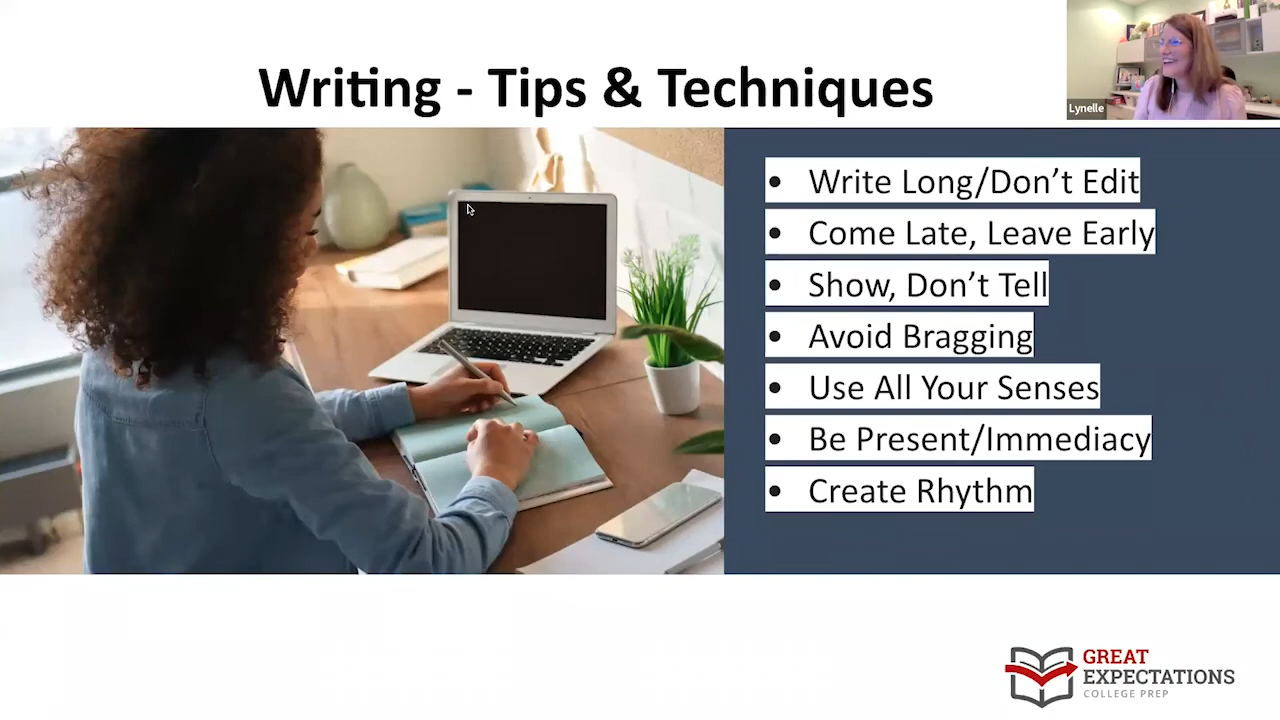 Writing - Tips & Techniques
Lynelle
• Write Long/Don’t Edit
• Come Late, Leave Early
• Show, Don’t Tell
• Avoid Bragging
• Use All Your Senses
• Be Present/Immediacy
• Create Rhythm
GREAT
EXPECTATIONS
COLLEGE PREP